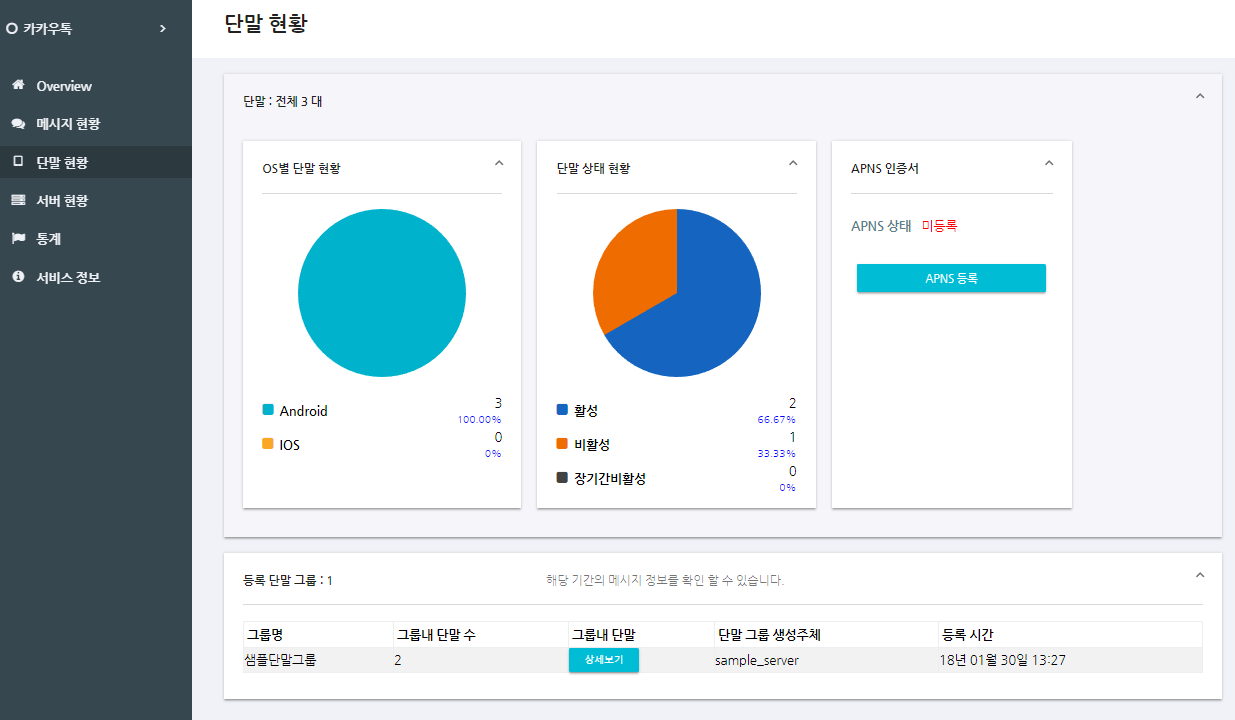 카카우톡
Overview
메시지 현황
단말 현황
서버 현황
통계
서비스 정보
단말 현황
단말 : 전체 3 대
OS별 단말 현황
Android 3
100.00%
IOS 0
0%
단말 상태 현황
활성 2
66.67%
비활성 1
33.33%
장기간비활성 0
0%
APNS 인증서
APNS 상태 미등록
APNS 등록
등록 단말 그룹 : 1 해당 기간의 메시지 정보를 확인 할 수 있습니다.
그룹명 그룹내 단말 수 그룹내 단말 단말 그룹 생성주체 등록 시간
샘플단말그룹 2 상세보기 sample_server 18년 01월 30일 13:27